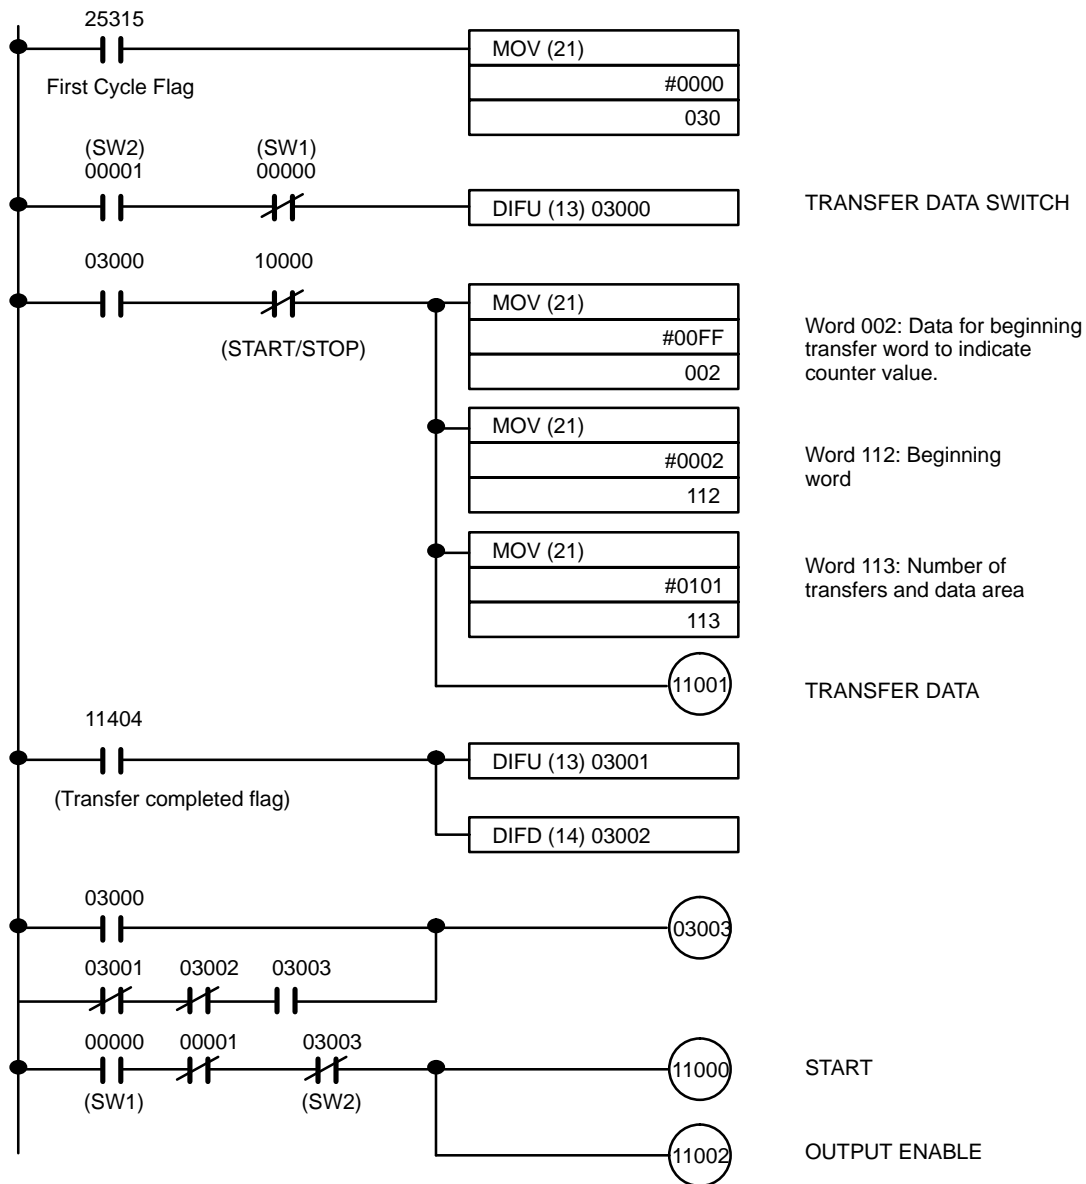 25315
MOV (21)
#0000
030
First Cycle Flag
(SW2)
00001
(SW1)
00000
DIFU (13) 03000
TRANSFER DATA SWITCH
03000
10000
(START/STOP)
MOV (21)
#00FF
002
Word 002: Data for beginning
transfer word to indicate
counter value.
MOV (21)
#0002
112
Word 112: Beginning
word
MOV (21)
#0101
113
Word 113: Number of
transfers and data area
11001
TRANSFER DATA
11404
(Transfer completed flag)
DIFU (13) 03001
DIFD (14) 03002
03000
03003
03001 03002 03003
00000 00001 03003
(SW1) (SW2)
11000
START
11002
OUTPUT ENABLE